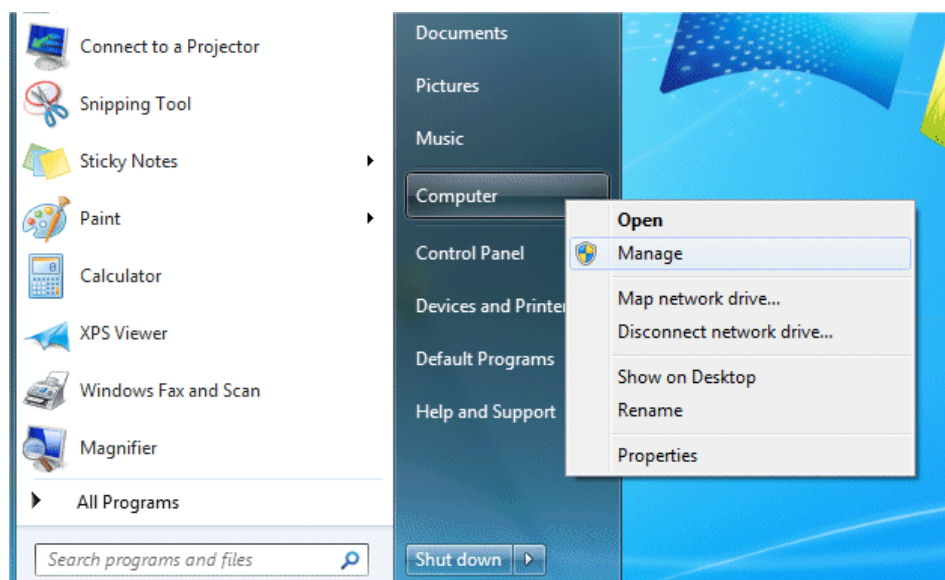 Connect to a Projector
Snipping Tool
Sticky Notes
Paint
Calculator
XPS Viewer
Windows Fax and Scan
Magnifier
All Programs
Search programs and files
Documents
Pictures
Music
Computer
Control Panel
Devices and Printer
Default Programs
Help and Support
Shut down
Open
Manage
Map network drive...
Disconnect network drive...
Show on Desktop
Rename
Properties